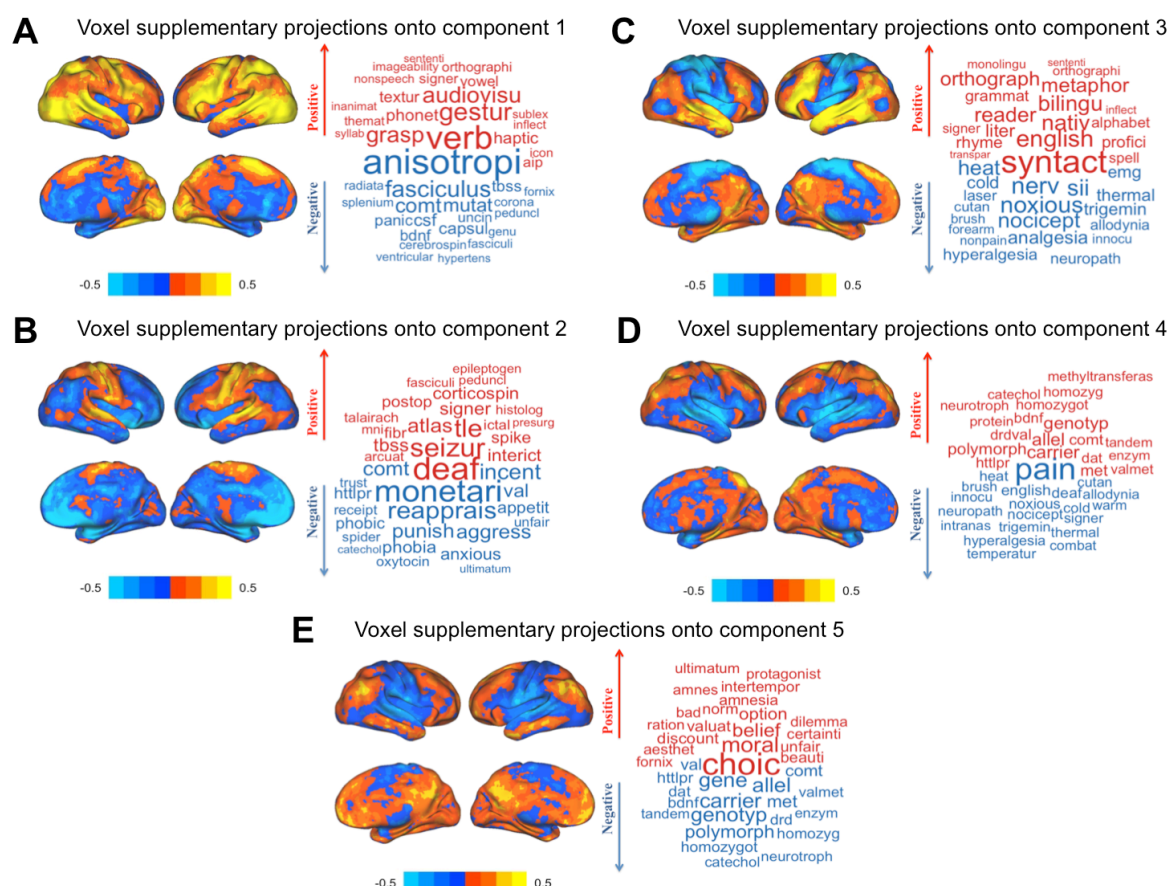 A Voxel supplementary projections onto component 1
Positive
sententi
imageability orthographi
nonspeech signer vowel
textur audiovisu
inanimat
themat phonet gestur sublex
inflect
syllab grasp verb haptic
anisotropi icon
aip
radiata fasciculus tbss fornix
splenium comt mutat corona
panic csf uncin peduncl
bdnf capsul genu
cerebrospin fasciculi
ventricular hypertens
Negative
-0.5 0.5
B Voxel supplementary projections onto component 2
Positive
epileptogen
fasciculi peduncl
corticospin
postop signer histolog
talairach atlas tle ictal presurg
mni fibr
tbss seizur spike
arcuat interict
comt deaf incent
trust monetari val
httlpr
receipt reapprais appetit
phobic punish aggress unfair
spider
catechol phobia anxious
oxytocin ultimatum
Negative
-0.5 0.5
C Voxel supplementary projections onto component 3
Positive
monolingu sententi
orthographi
orthograph metaphor
grammat bilingu inflect
reader nativ alphabet
signer liter english profici
rhyme
transpar syntact spell
heat emg
cold nerv sii thermal
laser
cutan noxious trigemin
brush nocicept allodynia
forearm
nonpain analgesia innocu
hyperalgesia neuropath
Negative
-0.5 0.5
D Voxel supplementary projections onto component 4
Positive
methyltransferas
catechol homozyg
neurotroph homozygot
protein bdnf genotyp
drd val allel comt tandem
polymorph carrier dat enzym
httlpr pain met valmet
heat cutan
brush english deaf allodynia
innocu noxious cold warm
neuropath nocicept signer
intranas trigemin thermal
hyperalgesia combat
temperatur
Negative
-0.5 0.5
E Voxel supplementary projections onto component 5
Positive
ultimatum protagonist
amnes intertempor
amnesia
bad norm option
ration valuat belief dilemma
certainti
discount moral unfair
aesthet
fornix val choic beauti
comt
httlpr gene allel
dat valmet
bdnf carrier met
tandem genotyp drd enzym
polymorph homozyg
homozygot
catechol neurotroph
Negative
-0.5 0.5